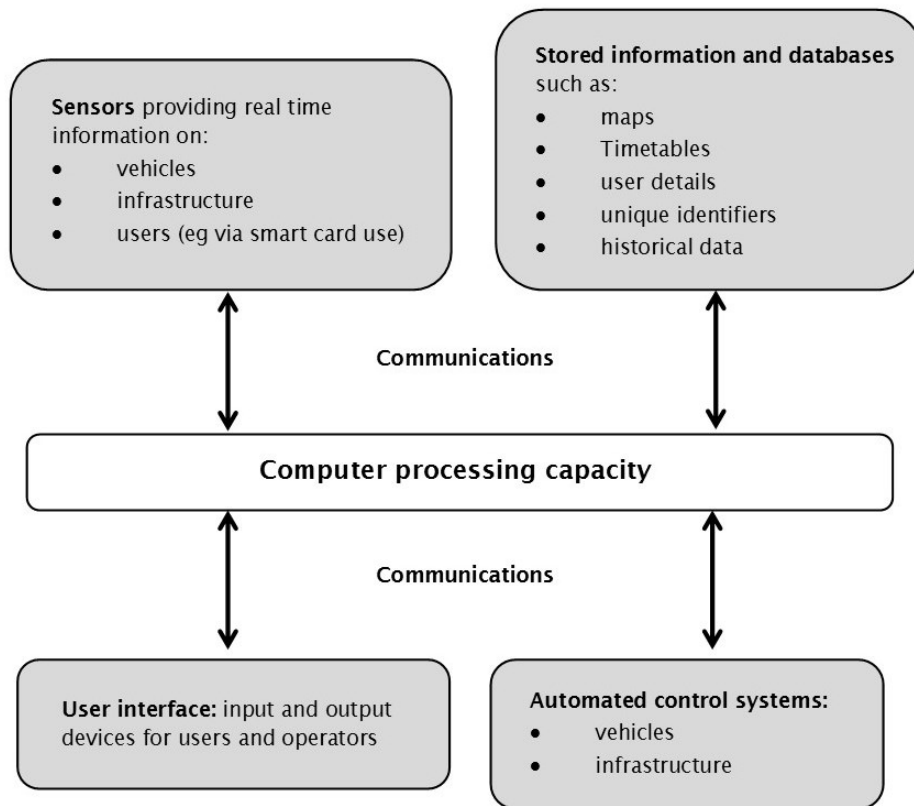 Sensors providing real time
information on:
• vehicles
• infrastructure
• users (eg via smart card use)
Stored information and databases
such as:
• maps
• Timetables
• user details
• unique identifiers
• historical data
Communications
Computer processing capacity
Communications
User interface: input and output
devices for users and operators
Automated control systems:
• vehicles
• infrastructure